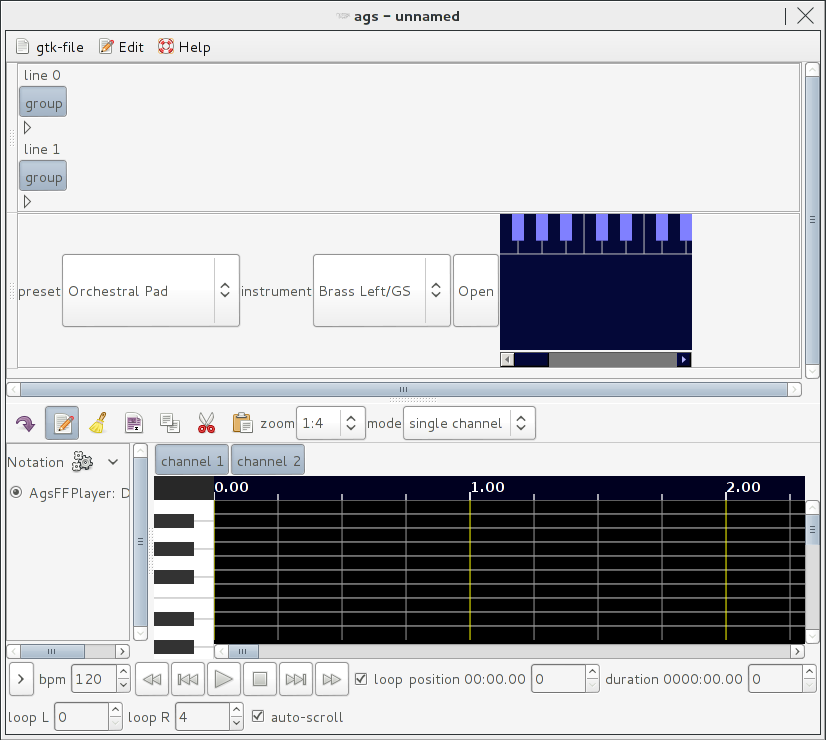 ags – unnamed
gtk-file Edit Help
line 0
group
line 1
group
preset Orchestral Pad instrument Brass Left/GS Open
zoom 1:4 mode single channel
Notation channel 1 channel 2
AgsFFPlayer: D
0.00 1.00 2.00
bpm 120 loop position 00:00.00 0 duration 0000:00.00 0
loop L 0 loop R 4 auto-scroll